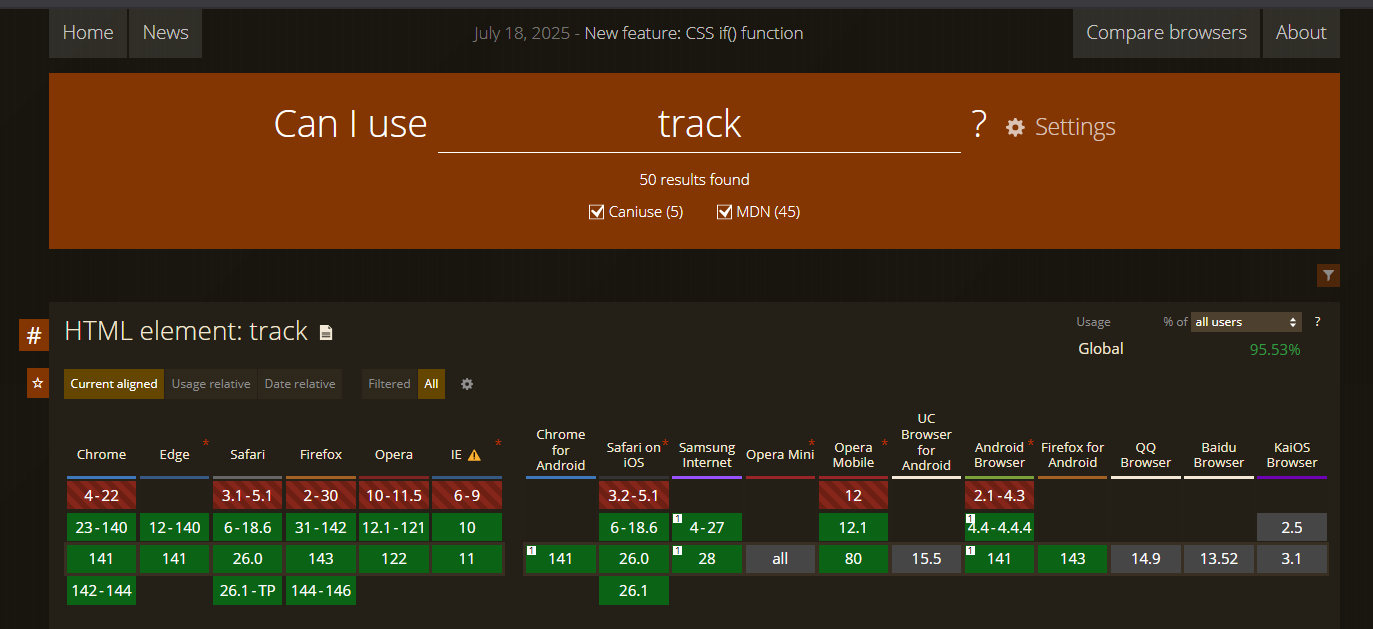 Home News July 18, 2025 - New feature: CSS if() function Compare browsers About
Can I use track ? Settings
50 results found
Caniuse (5) MDN (45)
# HTML element: track
Usage % of all users ?
Global 95.53%
Current aligned Usage relative Date relative Filtered All
Chrome Edge * Safari Firefox Opera IE * Chrome for Android Safari on iOS * Samsung Internet Opera Mini * Opera Mobile * UC Browser for Android Android Browser * Firefox for Android QQ Browser Baidu Browser KaiOS Browser
4-22 3.1-5.1 2-30 10-11.5 6-9 3.2-5.1 12 2.1-4.3
23-140 12-140 6-18.6 31-142 12.1-121 10 6-18.6 1 4-27 12.1 1 4.4-4.4.4 2.5
141 141 26.0 143 122 11 1 141 26.0 1 28 all 80 15.5 1 141 143 14.9 13.52 3.1
142-144 26.1-TP 144-146 26.1